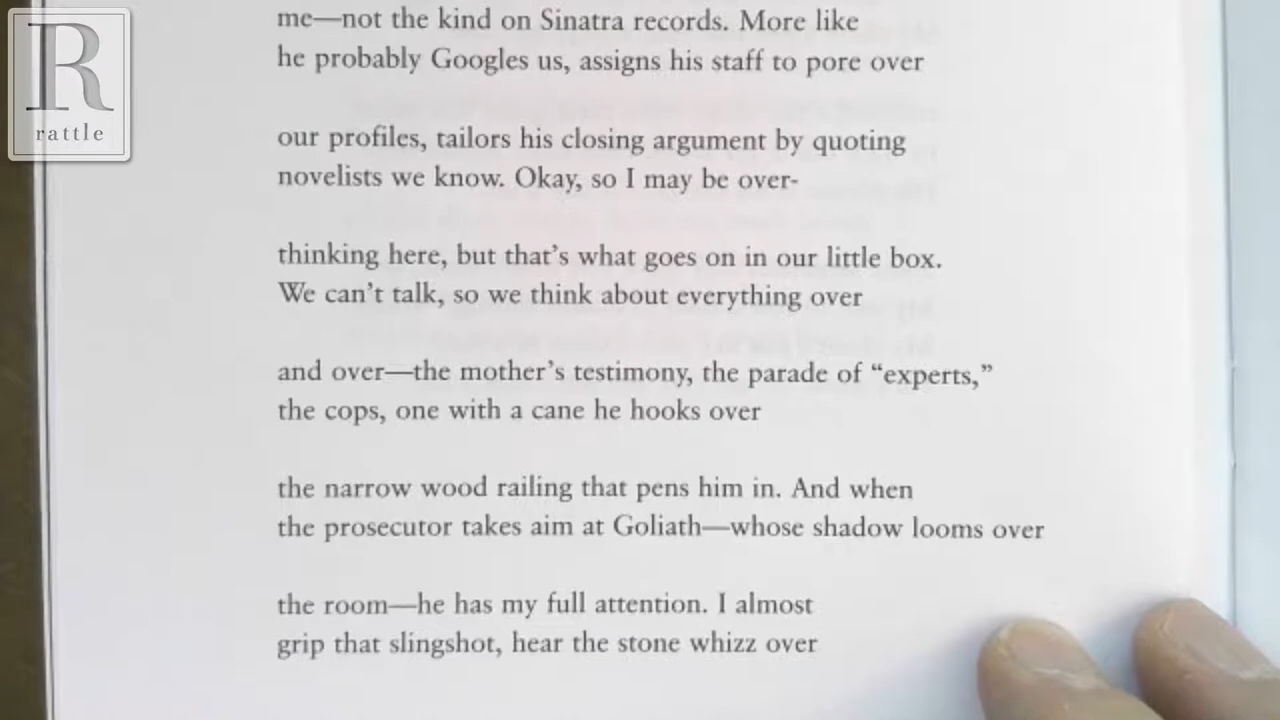 R
rattle
me—not the kind on Sinatra records. More like
he probably Googles us, assigns his staff to pore over
our profiles, tailors his closing argument by quoting
novelists we know. Okay, so I may be over-
thinking here, but that’s what goes on in our little box.
We can’t talk, so we think about everything over
and over—the mother’s testimony, the parade of “experts,”
the cops, one with a cane he hooks over
the narrow wood railing that pens him in. And when
the prosecutor takes aim at Goliath—whose shadow looms over
the room—he has my full attention. I almost
grip that slingshot, hear the stone whizz over